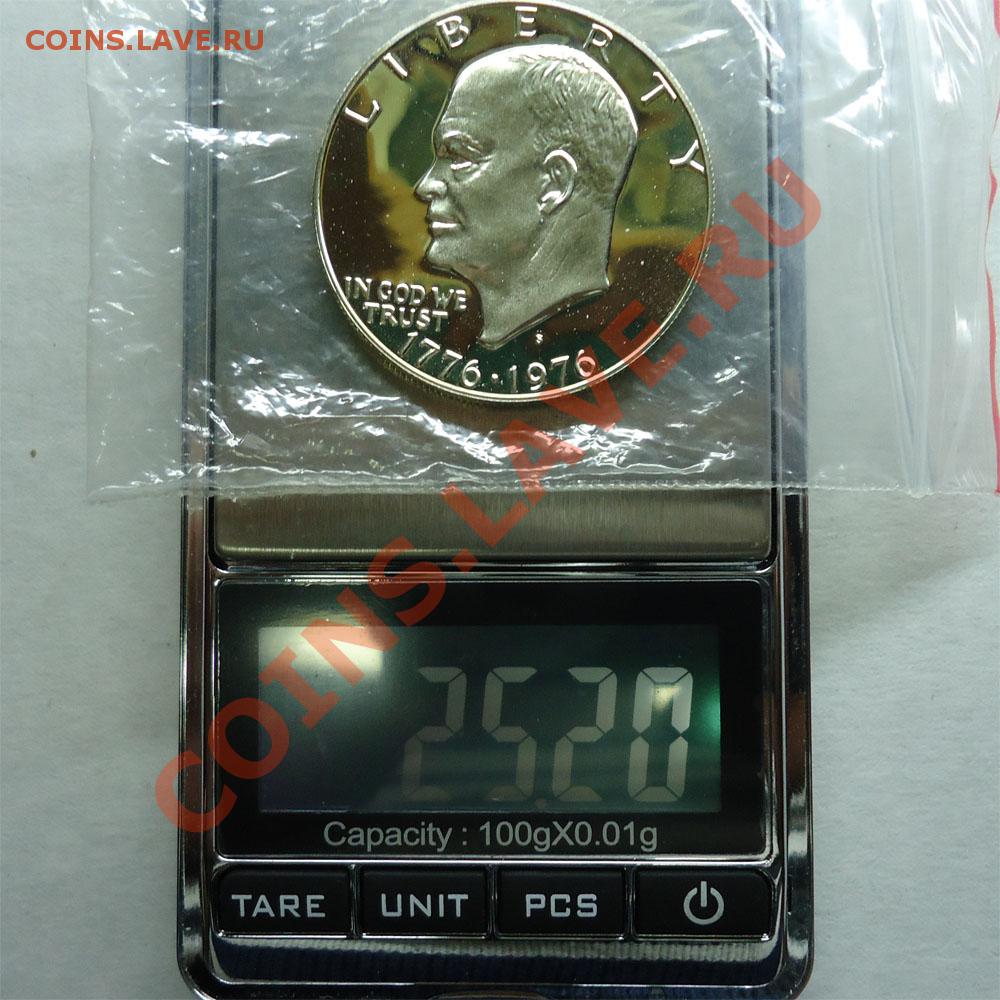 COINS.LAVE.RU
LIBERTY
IN GOD WE
TRUST
S
1776·1976
COINS.LAVE.RU
25.20
Capacity : 100gX0.01g
TARE UNIT PCS